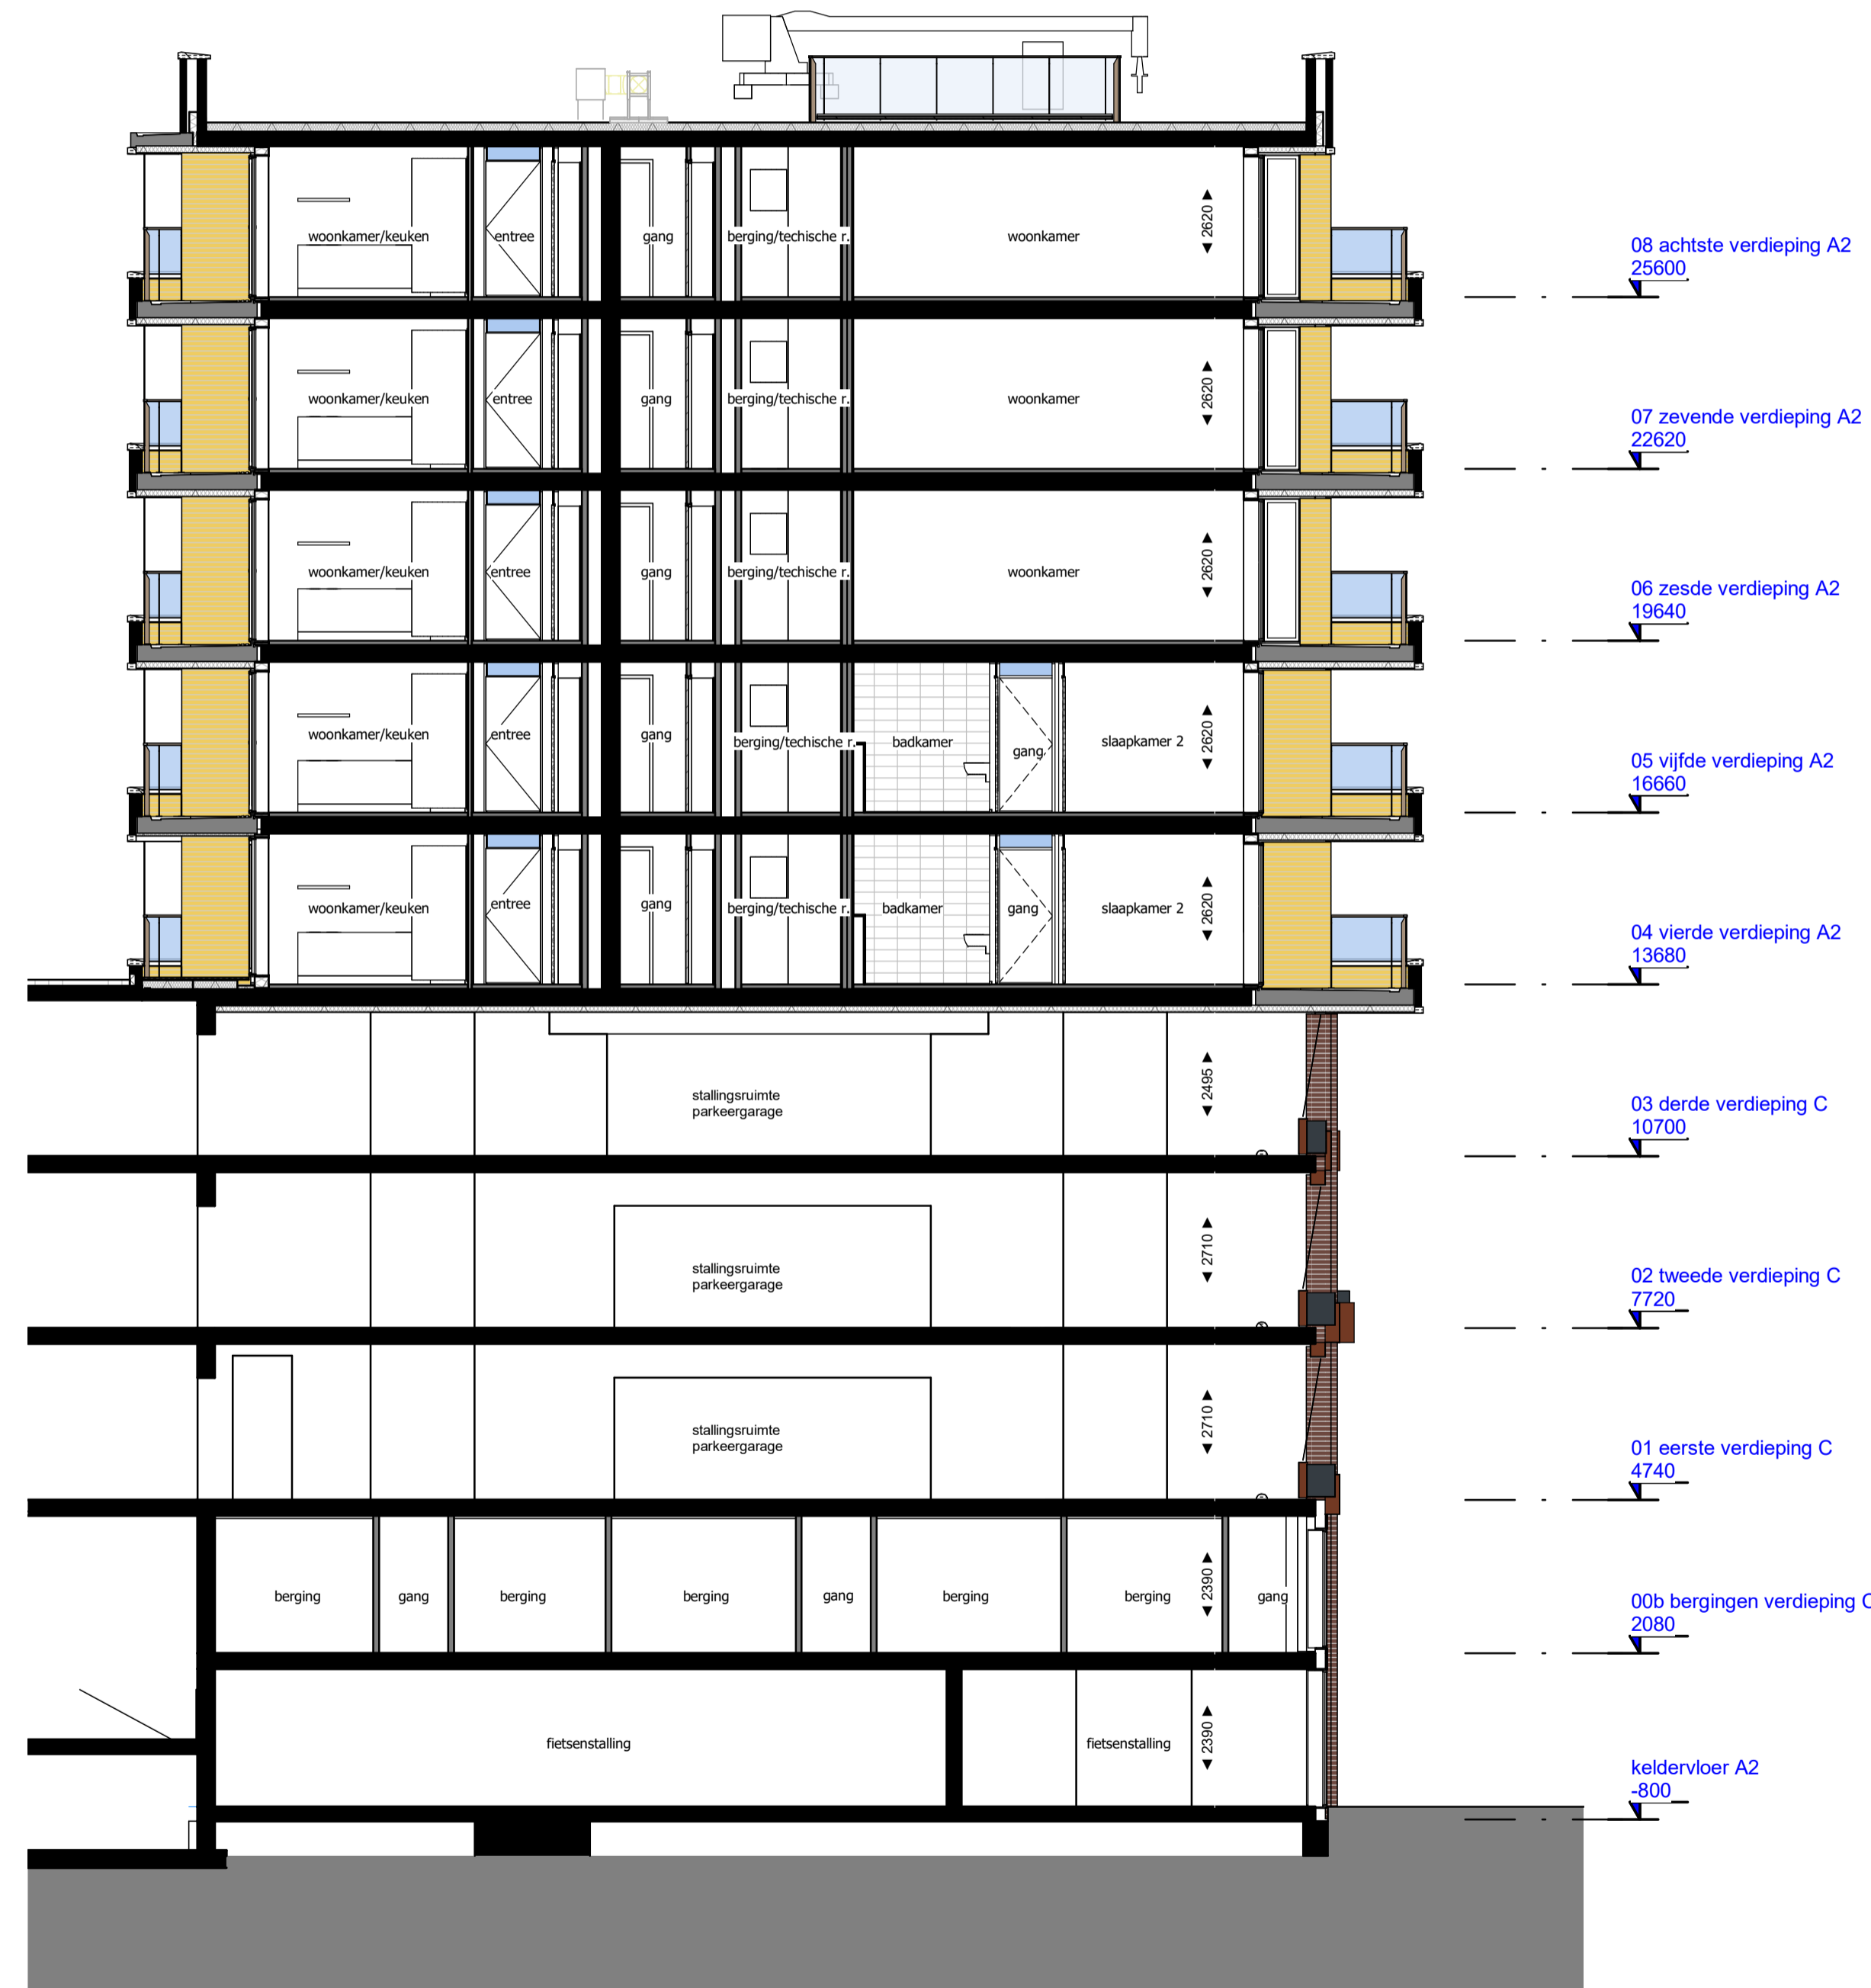 woonkamer/keuken
entree
gang
berging/techische r.
woonkamer
2620
08 achtste verdieping A2
25600
woonkamer/keuken
entree
gang
berging/techische r.
woonkamer
2620
07 zevende verdieping A2
22620
woonkamer/keuken
entree
gang
berging/techische r.
woonkamer
2620
06 zesde verdieping A2
19640
woonkamer/keuken
entree
gang
berging/techische r.
badkamer
gang
slaapkamer 2
2620
05 vijfde verdieping A2
16660
woonkamer/keuken
entree
gang
berging/techische r.
badkamer
gang
slaapkamer 2
2620
04 vierde verdieping A2
13680
stallingsruimte
parkeergarage
2495
03 derde verdieping C
10700
stallingsruimte
parkeergarage
2710
02 tweede verdieping C
7720
stallingsruimte
parkeergarage
2710
01 eerste verdieping C
4740
berging
gang
berging
berging
gang
berging
berging
2390
gang
00b bergingen verdieping C
2080
fietsenstalling
fietsenstalling
2390
keldervloer A2
-800